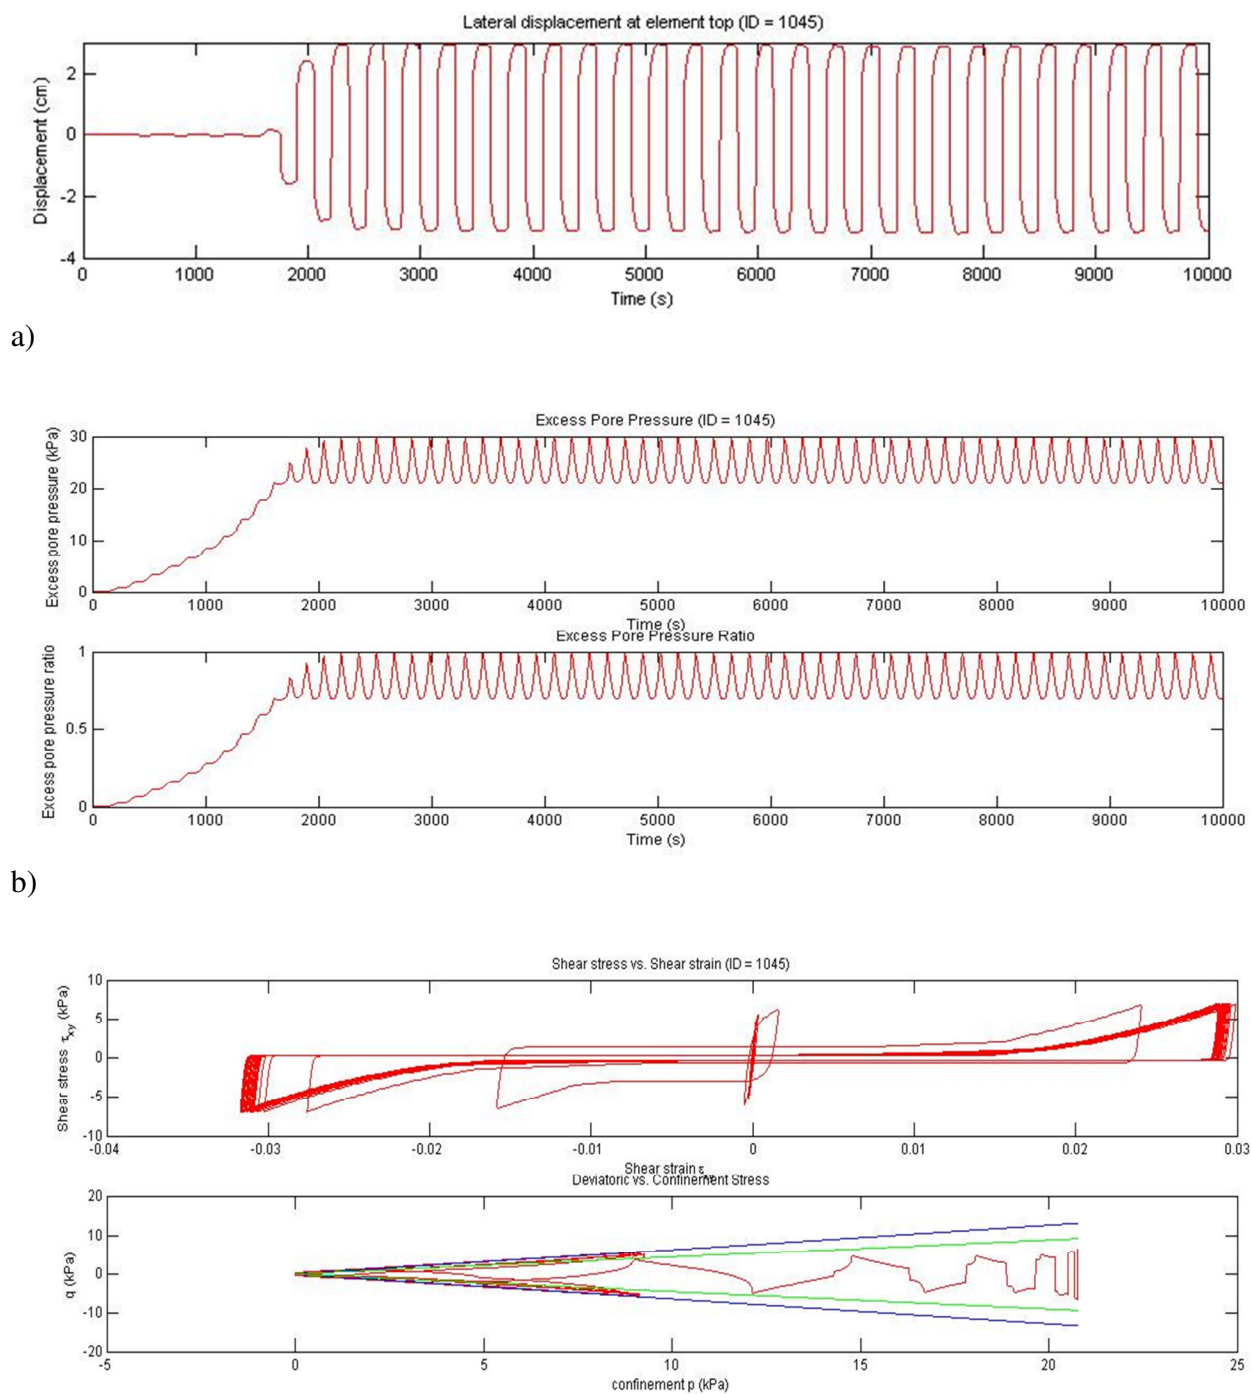 Lateral displacement at element top (ID = 1045)
2
0
-2
-4
Displacement (cm)
0 1000 2000 3000 4000 5000 6000 7000 8000 9000 10000
Time (s)
a)
Excess Pore Pressure (ID = 1045)
30
20
10
0
Excess pore pressure (kPa)
0 1000 2000 3000 4000 5000 6000 7000 8000 9000 10000
Time (s)
Excess Pore Pressure Ratio
1
0.5
0
Excess pore pressure ratio
0 1000 2000 3000 4000 5000 6000 7000 8000 9000 10000
Time (s)
b)
Shear stress vs. Shear strain (ID = 1045)
10
5
0
-5
-10
Shear stress τxy (kPa)
-0.04 -0.03 -0.02 -0.01 0 0.01 0.02 0.03
Shear strain ε
Deviatoric vs. Confinement Stress
20
10
0
-10
-20
q (kPa)
-5 0 5 10 15 20 25
confinement p (kPa)